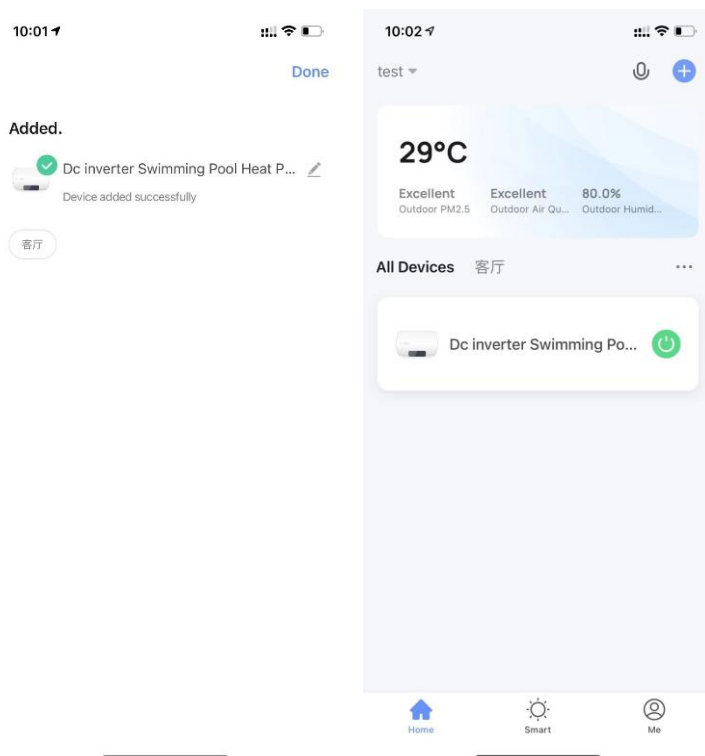 10:01
Done
Added.
Dc inverter Swimming Pool Heat P...
Device added successfully
客厅
10:02
test
29°C
Excellent Excellent 80.0%
Outdoor PM2.5 Outdoor Air Qu... Outdoor Humid...
All Devices 客厅
Dc inverter Swimming Po...
Home Smart Me